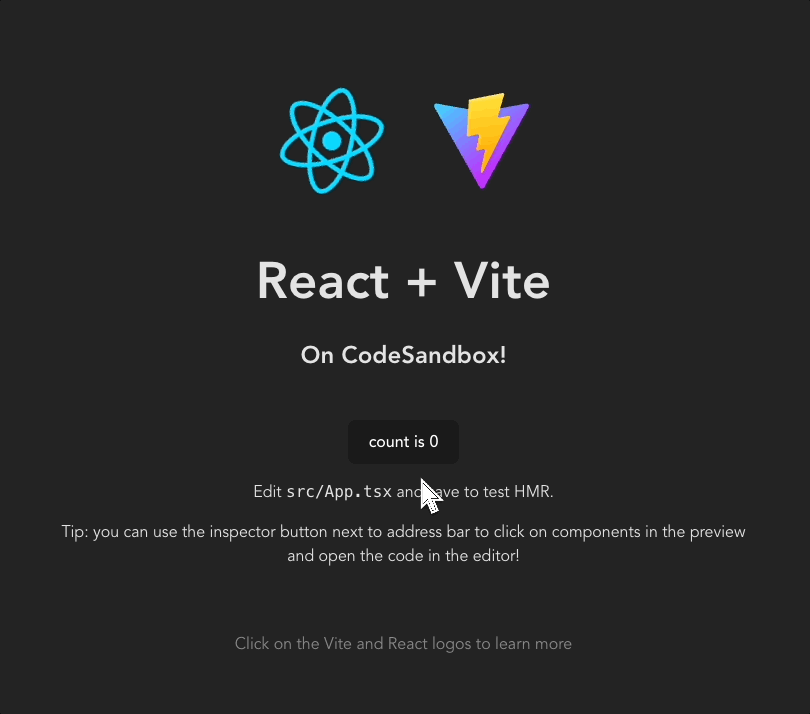 React + Vite
On CodeSandbox!
count is 0
Edit src/App.tsx and save to test HMR.
Tip: you can use the inspector button next to address bar to click on components in the preview
and open the code in the editor!
Click on the Vite and React logos to learn more